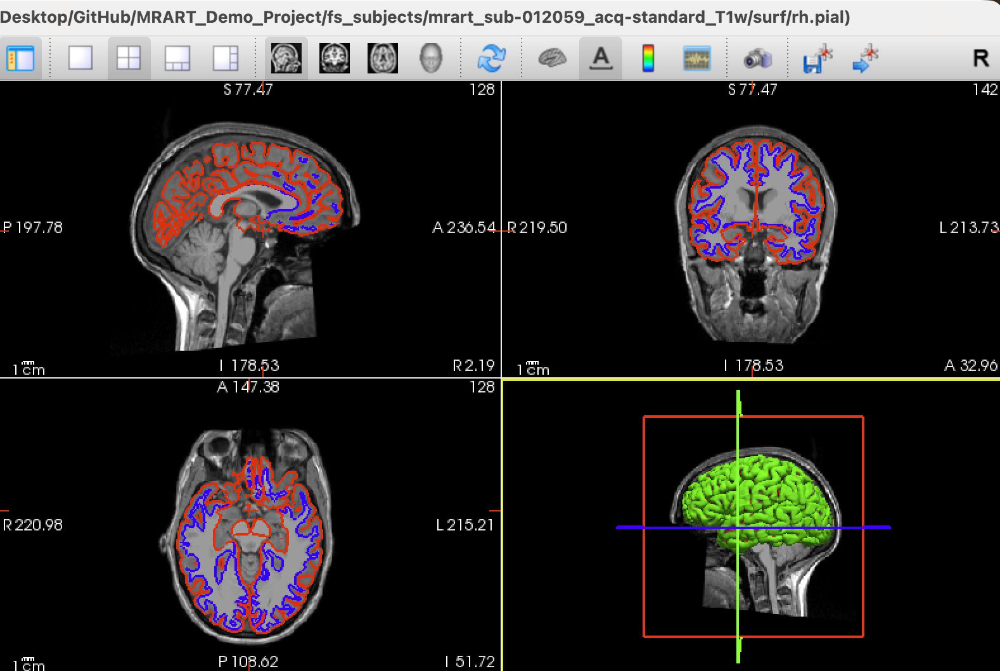 Desktop/GitHub/MRART_Demo_Project/fs_subjects/mrart_sub-012059_acq-standard_T1w/surf/rh.pial)
A
R
S 77.47
128
S 77.47
142
P 197.78
A 236.54
R 219.50
L 213.73
1 cm
I 178.53
R 2.19
1 cm
I 178.53
A 32.96
A 147.38
128
R 220.98
L 215.21
1 cm
P 108.62
I 51.72